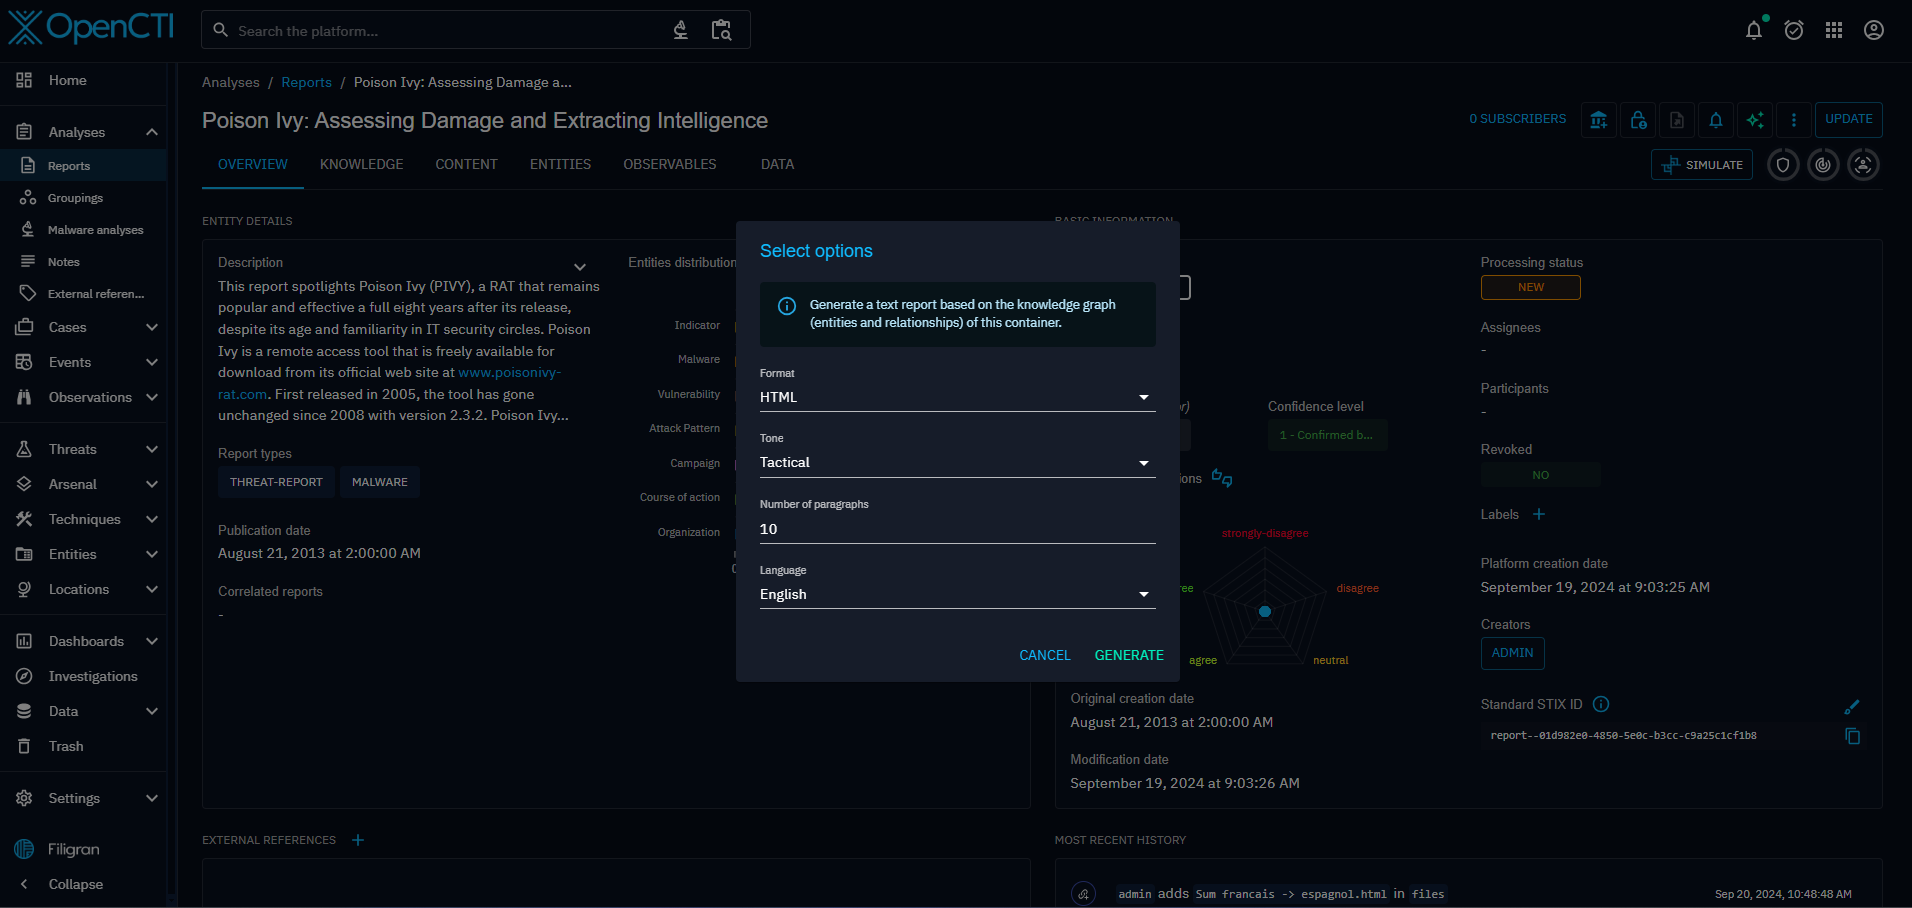 OpenCTI
Search the platform...
Home
Analyses
Reports
Groupings
Malware analyses
Notes
External referen...
Cases
Events
Observations
Threats
Arsenal
Techniques
Entities
Locations
Dashboards
Investigations
Data
Trash
Settings
Filigran
Collapse
Analyses / Reports / Poison Ivy: Assessing Damage a...
Poison Ivy: Assessing Damage and Extracting Intelligence
0 SUBSCRIBERS
UPDATE
OVERVIEW
KNOWLEDGE
CONTENT
ENTITIES
OBSERVABLES
DATA
SIMULATE
ENTITY DETAILS
Description
This report spotlights Poison Ivy (PIVY), a RAT that remains
popular and effective a full eight years after its release,
despite its age and familiarity in IT security circles. Poison
Ivy is a remote access tool that is freely available for
download from its official web site at www.poisonivy-
rat.com. First released in 2005, the tool has gone
unchanged since 2008 with version 2.3.2. Poison Ivy...
Report types
THREAT-REPORT
MALWARE
Publication date
August 21, 2013 at 2:00:00 AM
Correlated reports
-
Entities distribution
Indicator
Malware
Vulnerability
Attack Pattern
Campaign
Course of action
Organization
Select options
Generate a text report based on the knowledge graph
(entities and relationships) of this container.
Format
HTML
Tone
Tactical
Number of paragraphs
10
Language
English
CANCEL
GENERATE
BASIC INFORMATION
Confidence level
1 - Confirmed b...
strongly-disagree
disagree
neutral
agree
Original creation date
August 21, 2013 at 2:00:00 AM
Modification date
September 19, 2024 at 9:03:26 AM
Processing status
NEW
Assignees
-
Participants
-
Revoked
NO
Labels
Platform creation date
September 19, 2024 at 9:03:25 AM
Creators
ADMIN
Standard STIX ID
report--01d982e0-4850-5e0c-b3cc-c9a25c1cf1b8
EXTERNAL REFERENCES
MOST RECENT HISTORY
admin adds Sum francais -> espagnol.html in files
Sep 20, 2024, 10:48:48 AM